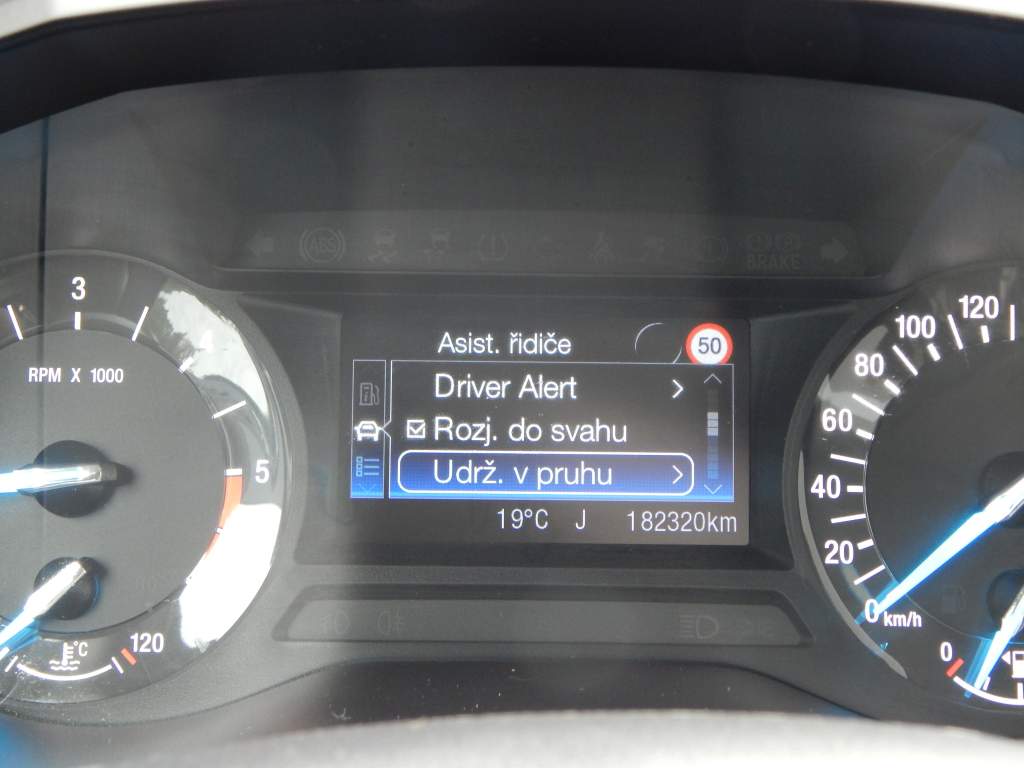 ABS
BRAKE
3
RPM X 1000
5
°C
120
Asist. řidiče
50
Driver Alert
Rozj. do svahu
Udrž. v pruhu
19°C J 182320km
120
100
80
60
40
20
0 km/h
0